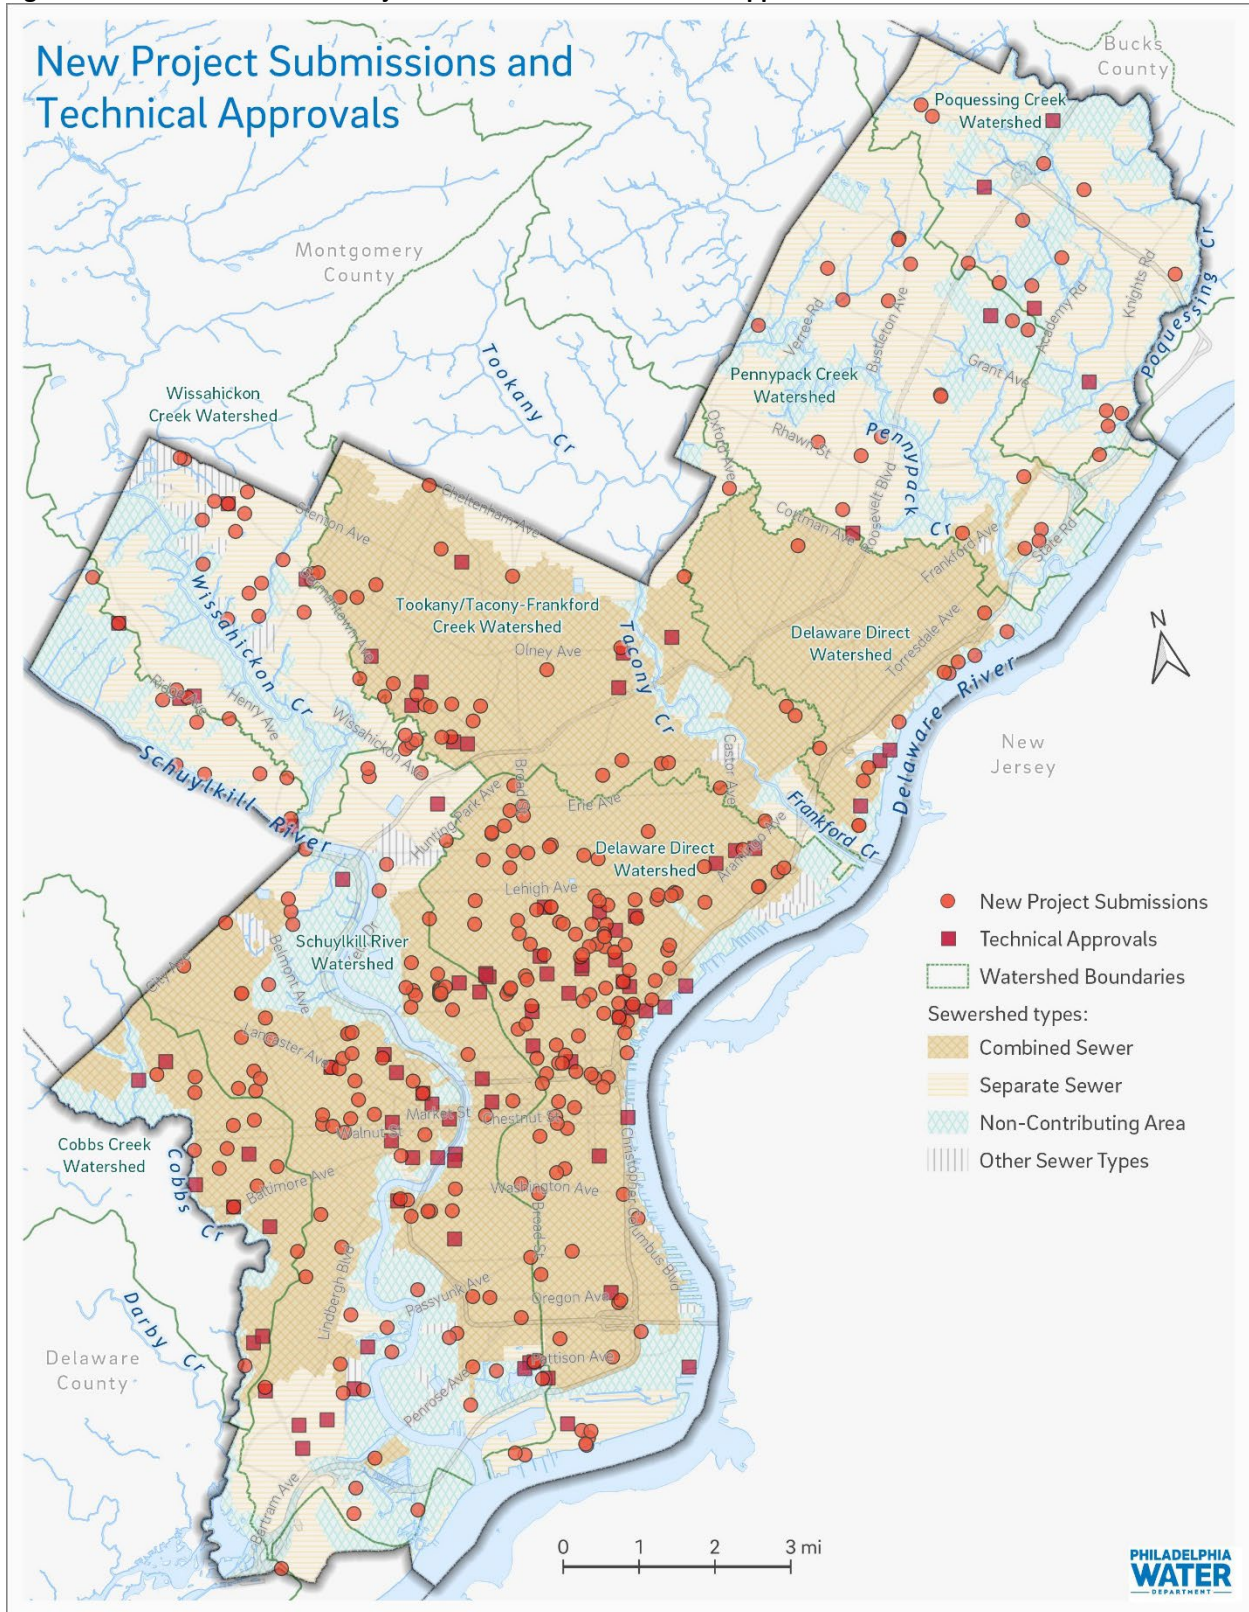 New Project Submissions and
Technical Approvals
Bucks
County
Poquessing Creek
Watershed
Montgomery
County
Knights Rd
Poquessing Cr
Verree Rd
Bustleton Ave
Academy Rd
Grant Ave
Tookany Cr
Pennypack Creek
Watershed
Wissahickon
Creek Watershed
Oxford Ave
Rhawn St
Pennypack Cr
Roosevelt Blvd
Cheltenham Ave
Stenton Ave
Cottman Ave
Frankford Ave
State Rd
Germantown Ave
Wissahickon Cr
Tookany/Tacony-Frankford
Creek Watershed
Tacony Cr
Olney Ave
Delaware Direct
Watershed
Torresdale Ave
N
Ridge Ave
Henry Ave
Wissahickon Ave
Delaware River
New
Jersey
Schuylkill River
Castor Ave
Broad St
Hunting Park Ave
Erie Ave
Frankford Cr
Aramingo Ave
Delaware Direct
Watershed
Lehigh Ave
New Project Submissions
Technical Approvals
Watershed Boundaries
Sewershed types:
Combined Sewer
Separate Sewer
Non-Contributing Area
Other Sewer Types
Schuylkill River
Watershed
City Ave
Belmont Ave
Lancaster Ave
Market St
Chestnut St
Walnut St
Cobbs Creek
Watershed
Cobbs Cr
Baltimore Ave
Washington Ave
Christopher Columbus Blvd
Broad St
Lindbergh Blvd
Passyunk Ave
Oregon Ave
Darby Cr
Delaware
County
Pattison Ave
Penrose Ave
Bartram Ave
0 1 2 3 mi
PHILADELPHIA
WATER
DEPARTMENT